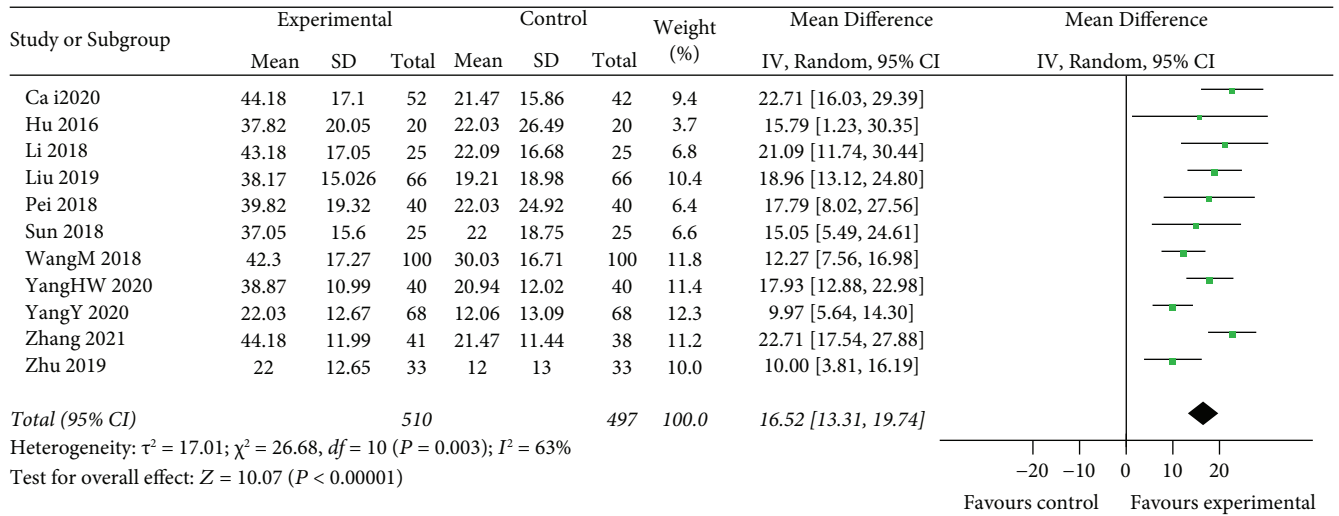 Study or Subgroup Experimental Control Weight (%) Mean Difference Mean Difference
Mean SD Total Mean SD Total IV, Random, 95% CI IV, Random, 95% CI
Ca i2020 44.18 17.1 52 21.47 15.86 42 9.4 22.71 [16.03, 29.39]
Hu 2016 37.82 20.05 20 22.03 26.49 20 3.7 15.79 [1.23, 30.35]
Li 2018 43.18 17.05 25 22.09 16.68 25 6.8 21.09 [11.74, 30.44]
Liu 2019 38.17 15.026 66 19.21 18.98 66 10.4 18.96 [13.12, 24.80]
Pei 2018 39.82 19.32 40 22.03 24.92 40 6.4 17.79 [8.02, 27.56]
Sun 2018 37.05 15.6 25 22 18.75 25 6.6 15.05 [5.49, 24.61]
WangM 2018 42.3 17.27 100 30.03 16.71 100 11.8 12.27 [7.56, 16.98]
YangHW 2020 38.87 10.99 40 20.94 12.02 40 11.4 17.93 [12.88, 22.98]
YangY 2020 22.03 12.67 68 12.06 13.09 68 12.3 9.97 [5.64, 14.30]
Zhang 2021 44.18 11.99 41 21.47 11.44 38 11.2 22.71 [17.54, 27.88]
Zhu 2019 22 12.65 33 12 13 33 10.0 10.00 [3.81, 16.19]
Total (95% CI) 510 497 100.0 16.52 [13.31, 19.74]
Heterogeneity: τ² = 17.01; χ² = 26.68, df = 10 (P = 0.003); I² = 63%
Test for overall effect: Z = 10.07 (P < 0.00001)
−20 −10 0 10 20
Favours control Favours experimental